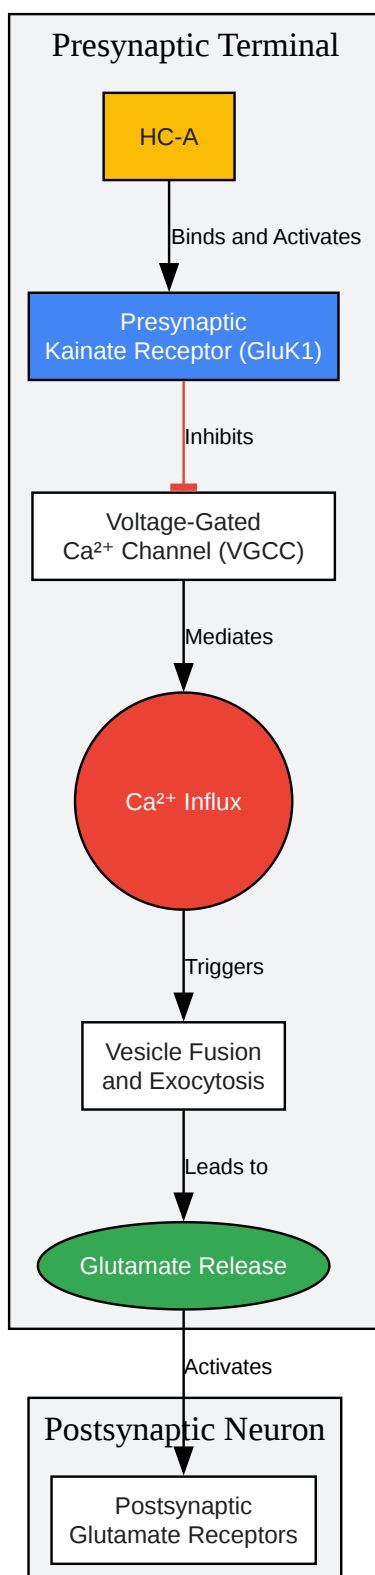 Presynaptic Terminal
HC-A
Binds and Activates
Presynaptic
Kainate Receptor (GluK1)
Inhibits
Voltage-Gated
Ca²⁺ Channel (VGCC)
Mediates
Ca²⁺ Influx
Triggers
Vesicle Fusion
and Exocytosis
Leads to
Glutamate Release
Activates
Postsynaptic Neuron
Postsynaptic
Glutamate Receptors